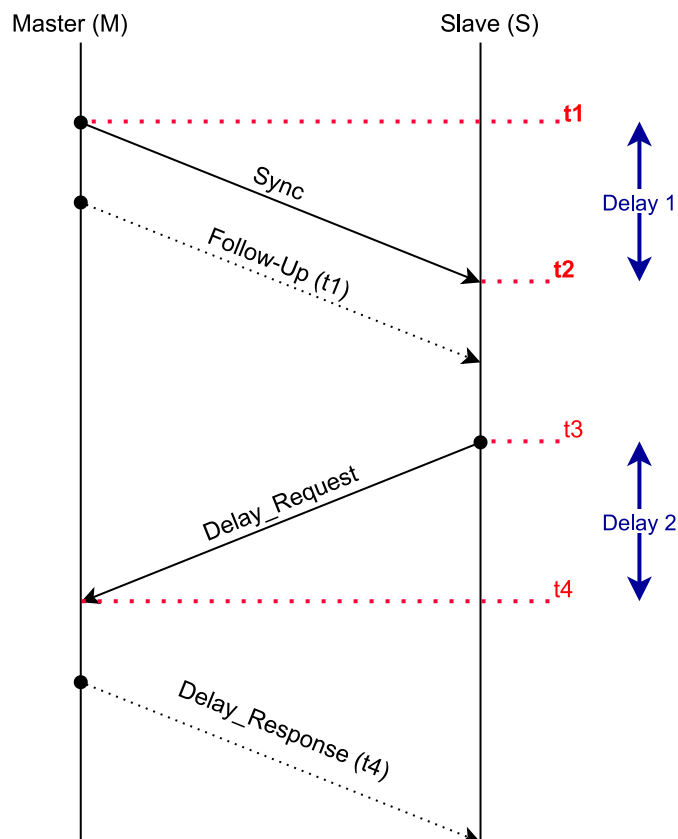 Master (M)
Slave (S)
t1
Sync
Delay 1
Follow-Up (t1)
t2
t3
Delay_Request
Delay 2
t4
Delay_Response (t4)